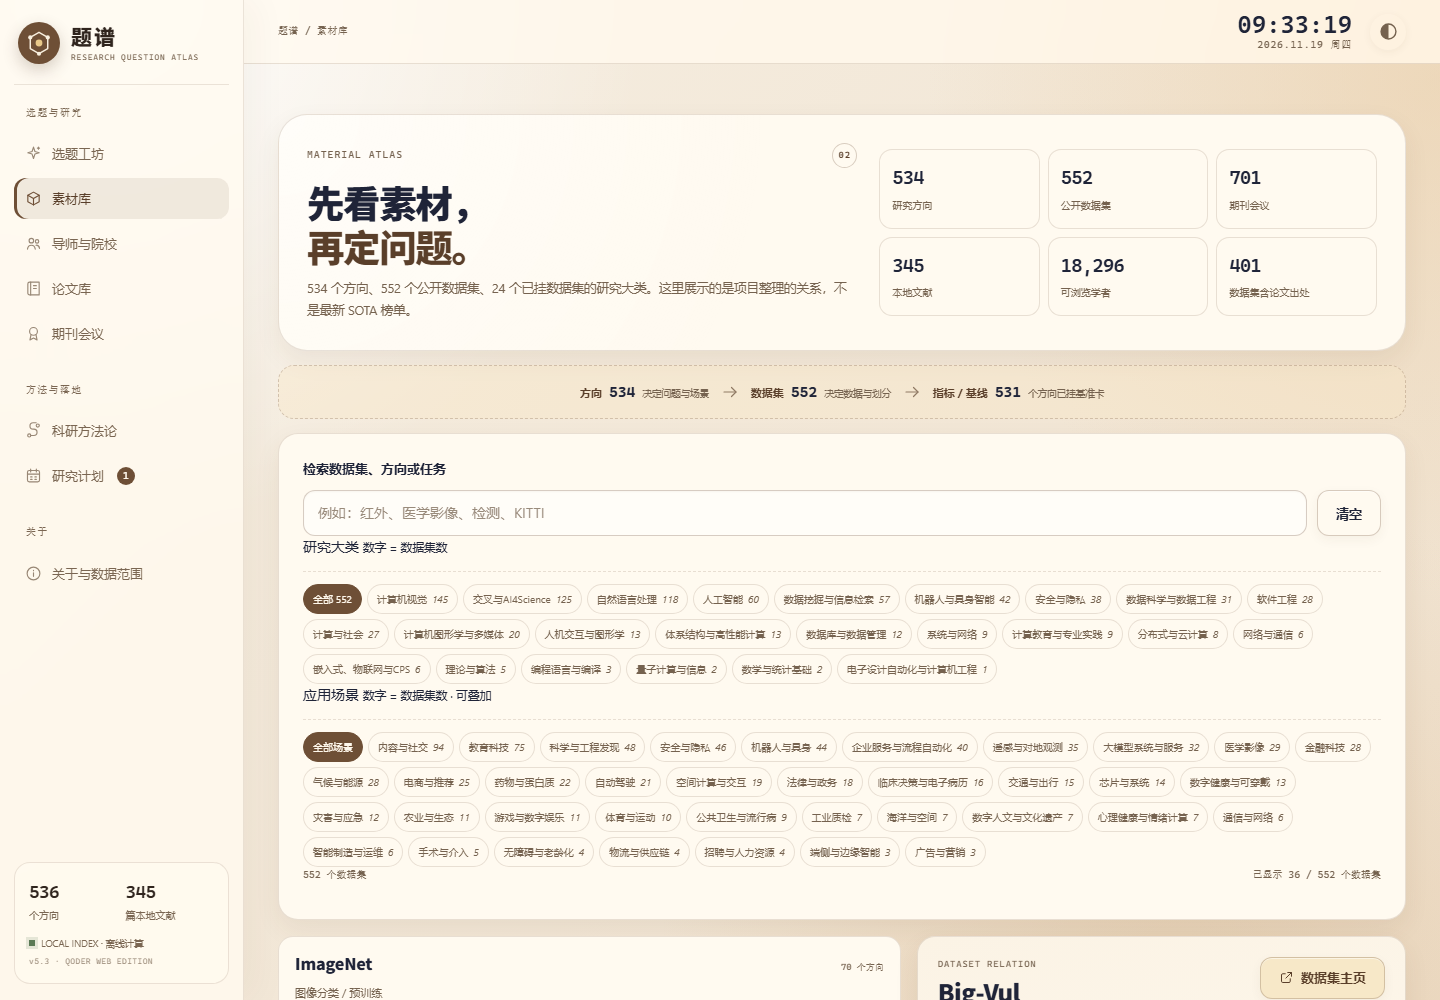 题谱
RESEARCH QUESTION ATLAS
选题与研究
选题工坊
素材库
导师与院校
论文库
期刊会议
方法与落地
科研方法论
研究计划 1
关于
关于与数据范围
536 345
个方向 篇本地文献
LOCAL INDEX · 离线计算
v5.3 · QODER WEB EDITION
题谱 / 素材库
09:33:19
2026.11.19 周四
MATERIAL ATLAS
02
先看素材，
再定问题。
534 个方向、552 个公开数据集、24 个已挂数据集的研究大类。这里展示的是项目整理的关系，不
是最新 SOTA 榜单。
534 552 701
研究方向 公开数据集 期刊会议
345 18,296 401
本地文献 可浏览学者 数据集含论文出处
方向 534 决定问题与场景 → 数据集 552 决定数据与划分 → 指标 / 基线 531 个方向已挂基准卡
检索数据集、方向或任务
例如：红外、医学影像、检测、KITTI 清空
研究大类 数字 = 数据集数
全部 552 计算机视觉 145 交叉与AI4Science 125 自然语言处理 118 人工智能 60 数据挖掘与信息检索 57 机器人与具身智能 42 安全与隐私 38 数据科学与数据工程 31 软件工程 28
计算与社会 27 计算机图形学与多媒体 20 人机交互与图形学 13 体系结构与高性能计算 13 数据库与数据管理 12 系统与网络 9 计算教育与专业实践 9 分布式与云计算 8 网络与通信 6
嵌入式、物联网与CPS 6 理论与算法 5 编程语言与编译 3 量子计算与信息 2 数学与统计基础 2 电子设计自动化与计算机工程 1
应用场景 数字 = 数据集数 · 可叠加
全部场景 内容与社交 94 教育科技 75 科学与工程发现 48 安全与隐私 46 机器人与具身 44 企业服务与流程自动化 40 遥感与对地观测 35 大模型系统与服务 32 医学影像 29 金融科技 28
气候与能源 28 电商与推荐 25 药物与蛋白质 22 自动驾驶 21 空间计算与交互 19 法律与政务 18 临床决策与电子病历 16 交通与出行 15 芯片与系统 14 数字健康与可穿戴 13
灾害与应急 12 农业与生态 11 游戏与数字娱乐 11 体育与运动 10 公共卫生与流行病 9 工业质检 7 海洋与空间 7 数字人文与文化遗产 7 心理健康与情绪计算 7 通信与网络 6
智能制造与运维 6 手术与介入 5 无障碍与老龄化 4 物流与供应链 4 招聘与人力资源 4 端侧与边缘智能 3 广告与营销 3
552 个数据集 已显示 36 / 552 个数据集
ImageNet 70 个方向
图像分类 / 预训练
DATASET RELATION
Big-Vul
数据集主页